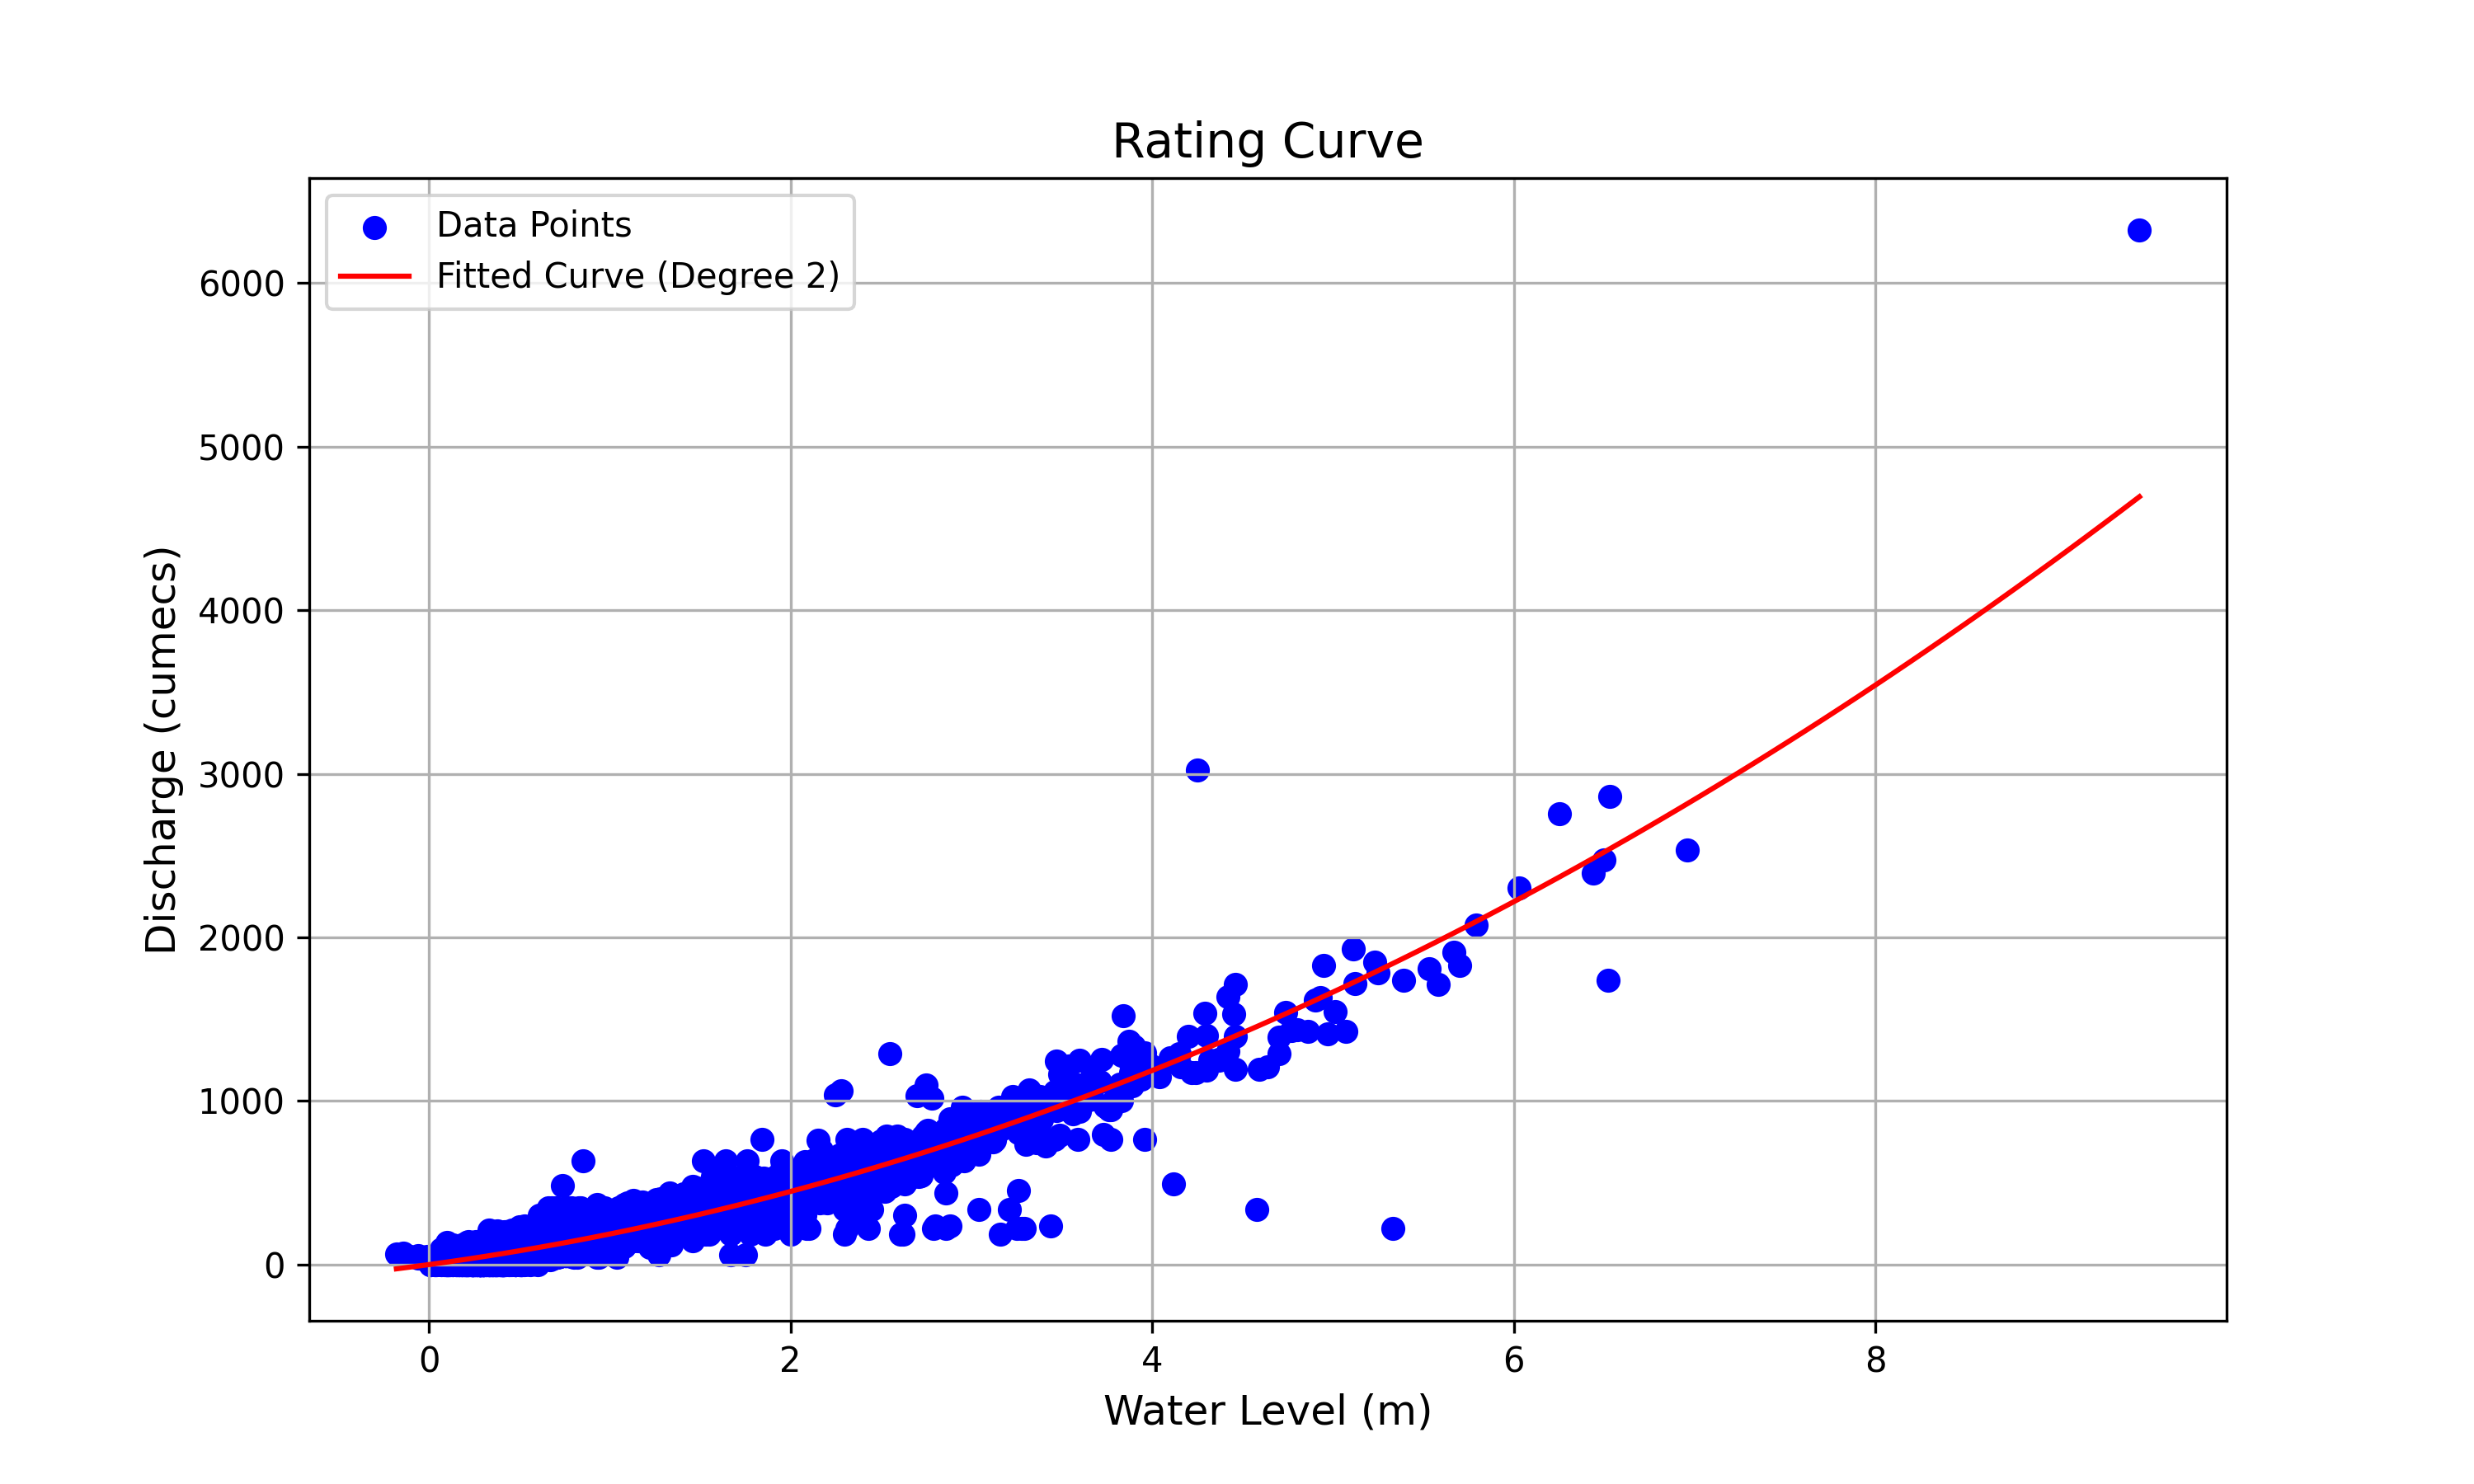 Rating Curve
Data Points
Fitted Curve (Degree 2)
6000
5000
4000
3000
2000
1000
0
Discharge (cumecs)
0 2 4 6 8
Water Level (m)